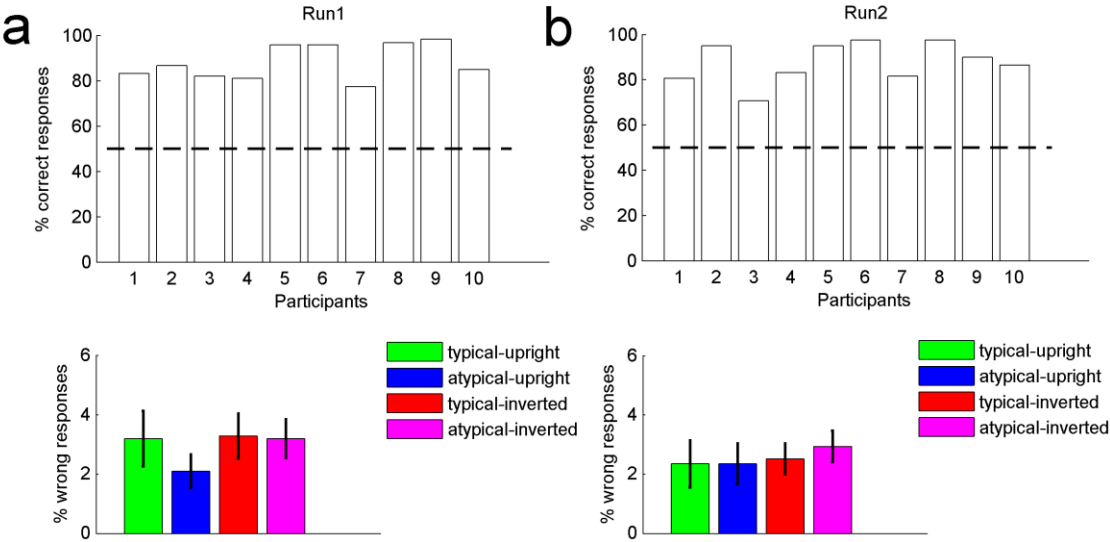 a
Run1
% correct responses
100
80
60
40
20
0
1 2 3 4 5 6 7 8 9 10
Participants
b
Run2
% correct responses
100
80
60
40
20
0
1 2 3 4 5 6 7 8 9 10
Participants
% wrong responses
6
4
2
0
typical-upright
atypical-upright
typical-inverted
atypical-inverted
% wrong responses
6
4
2
0
typical-upright
atypical-upright
typical-inverted
atypical-inverted